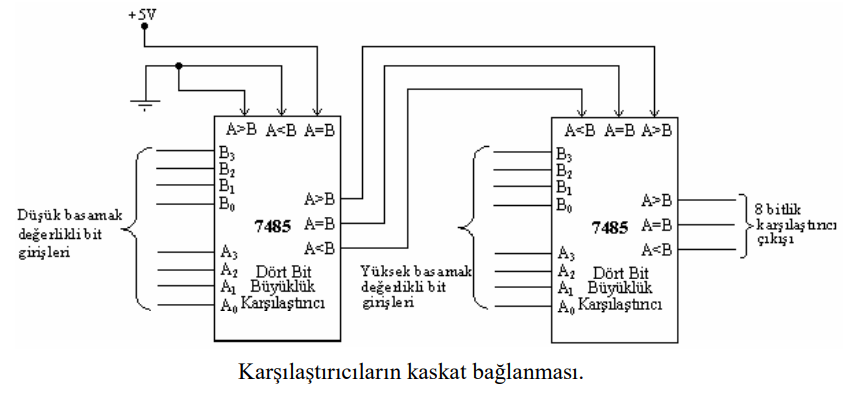 +5V
A>B A<B A=B
B3
B2
B1
B0
Düşük basamak
değerlikli bit
girişleri
A>B
7485
A=B
A<B
A3
A2
A1
A0
Dört Bit
Büyüklük
Karşılaştırıcı
A<B A=B A>B
B3
B2
B1
B0
Yüksek basamak
değerlikli bit
girişleri
A>B
7485
A=B
A<B
A3
A2
A1
A0
Dört Bit
Büyüklük
Karşılaştırıcı
8 bitlik
karşılaştırıcı
çıkışı
Karşılaştırıcıların kaskat bağlanması.